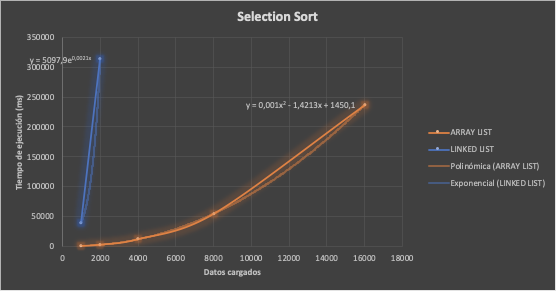 Selection Sort
350000
y = 5097,9e^0,0021x
300000
250000
y = 0,001x² - 1,4213x + 1450,1
200000
150000
100000
50000
0
Tiempo de ejecución (ms)
0 2000 4000 6000 8000 10000 12000 14000 16000 18000
Datos cargados
ARRAY LIST
LINKED LIST
Polinómica (ARRAY LIST)
Exponencial (LINKED LIST)